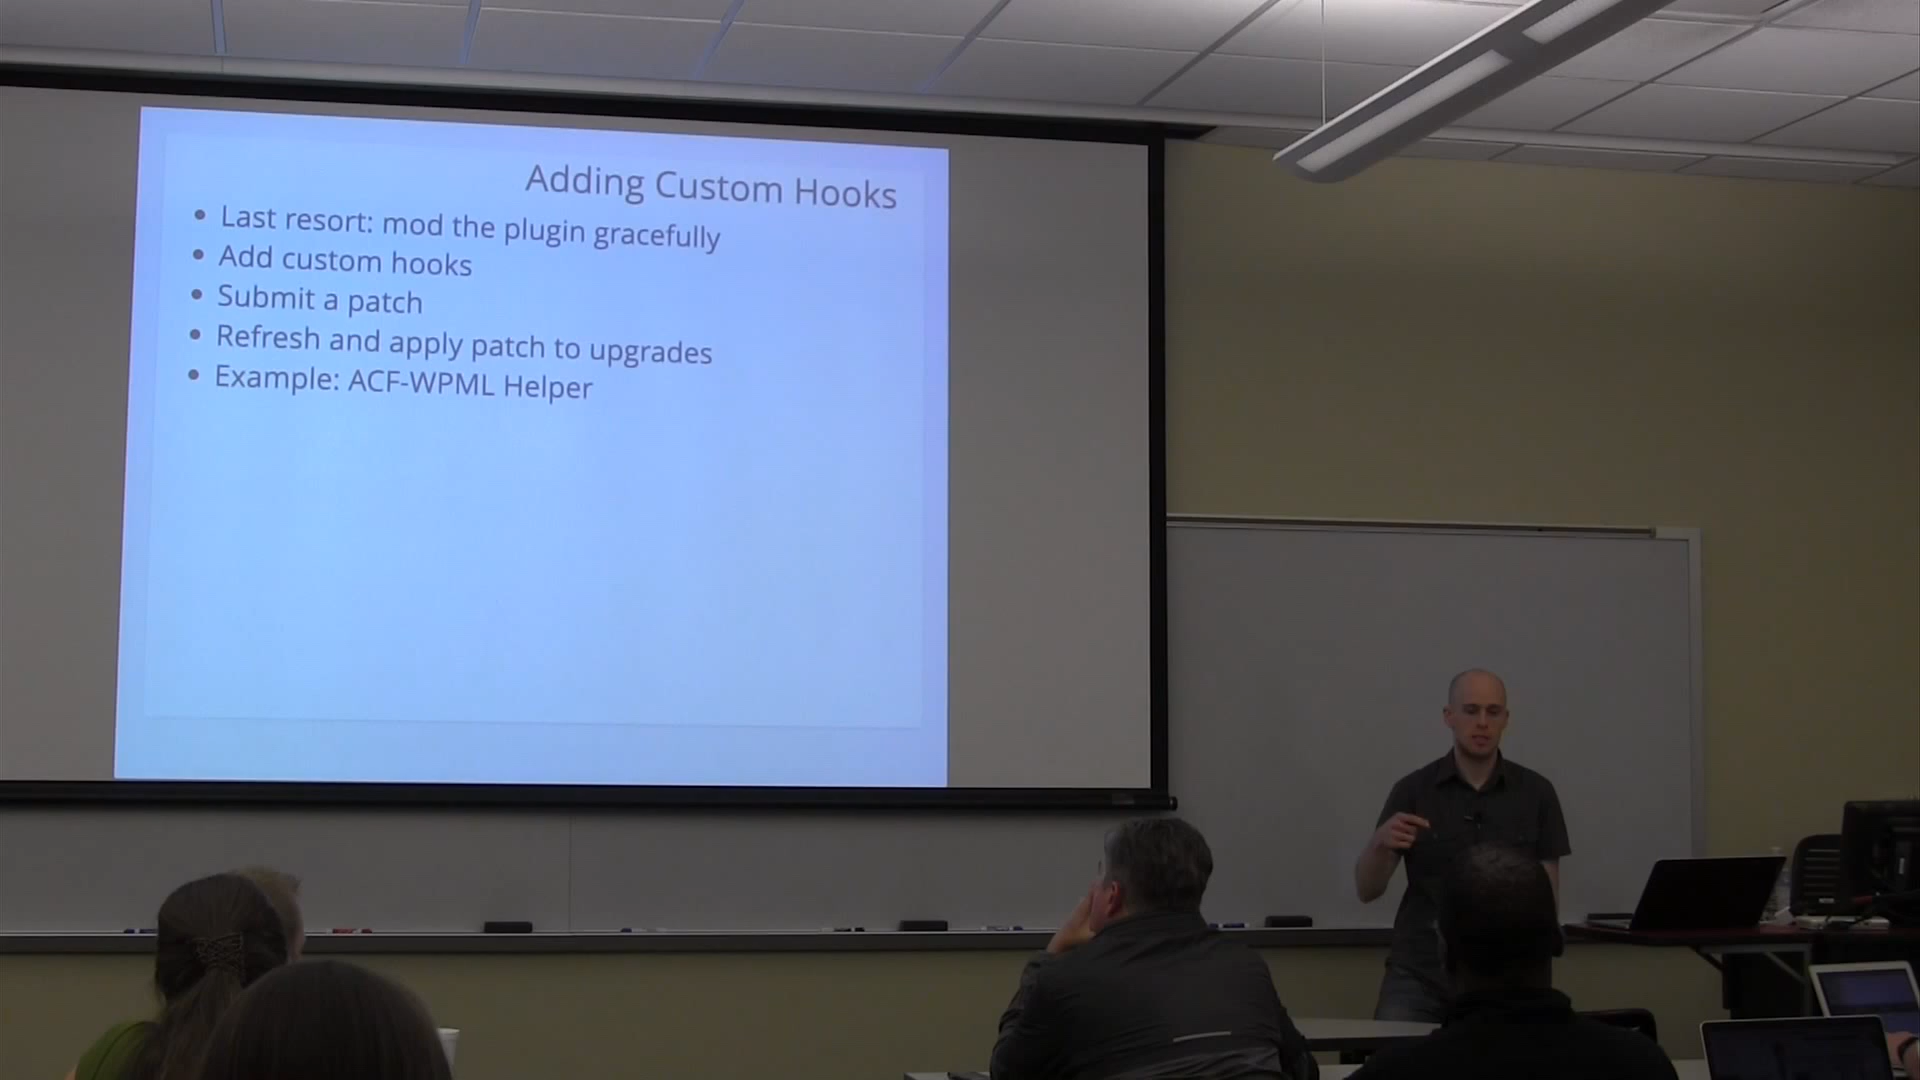 Adding Custom Hooks
• Last resort: mod the plugin gracefully
• Add custom hooks
• Submit a patch
• Refresh and apply patch to upgrades
• Example: ACF-WPML Helper